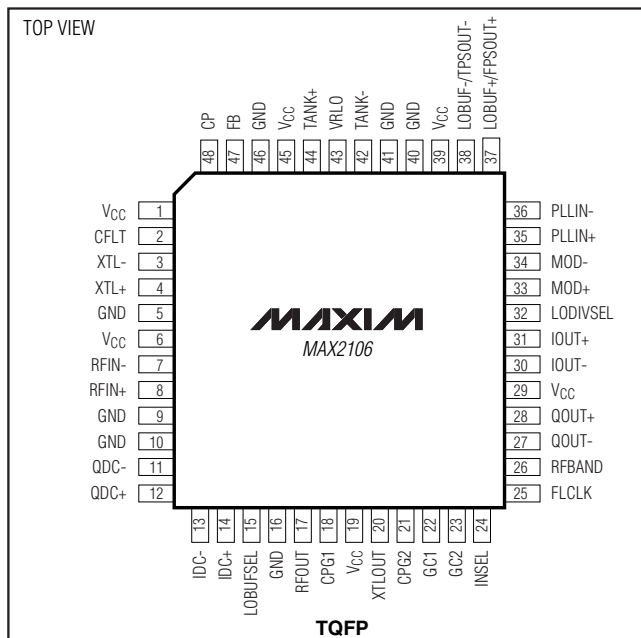 TOP VIEW
CP
FB
GND
VCC
TANK+
VRLO
TANK-
GND
GND
VCC
LOBUF-/TPSOUT-
LOBUF+/FPSOUT+
48
47
46
45
44
43
42
41
40
39
38
37
VCC 1
CFLT 2
XTL- 3
XTL+ 4
GND 5
VCC 6
RFIN- 7
RFIN+ 8
GND 9
GND 10
QDC- 11
QDC+ 12
MAXIM
MAX2106
36 PLLIN-
35 PLLIN+
34 MOD-
33 MOD+
32 LODIVSEL
31 IOUT+
30 IOUT-
29 VCC
28 QOUT+
27 QOUT-
26 RFBAND
25 FLCLK
13
14
15
16
17
18
19
20
21
22
23
24
IDC-
IDC+
LOBUFSEL
GND
RFOUT
CPG1
VCC
XTLOUT
CPG2
GC1
GC2
INSEL
TQFP